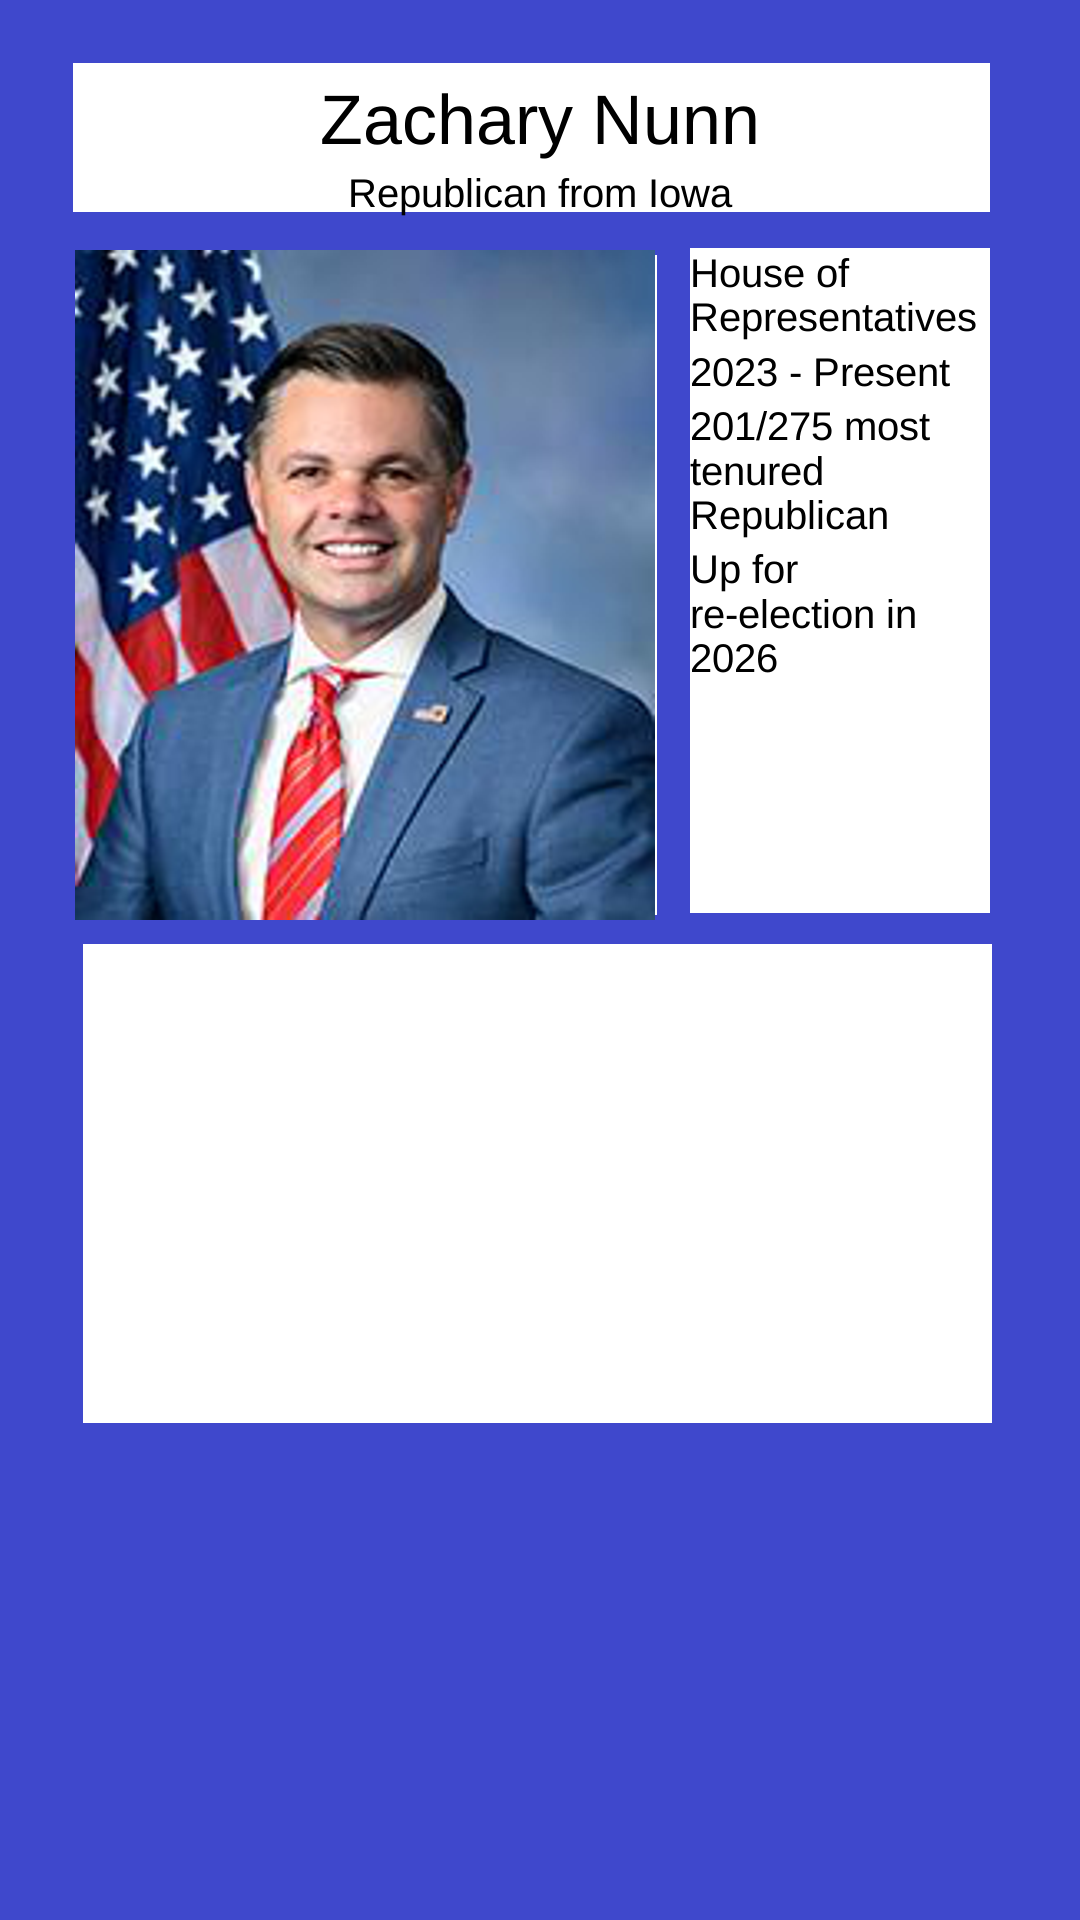 Zachary Nunn
Republican from Iowa
House of
Representatives
2023 - Present
201/275 most
tenured
Republican
Up for
re-election in
2026